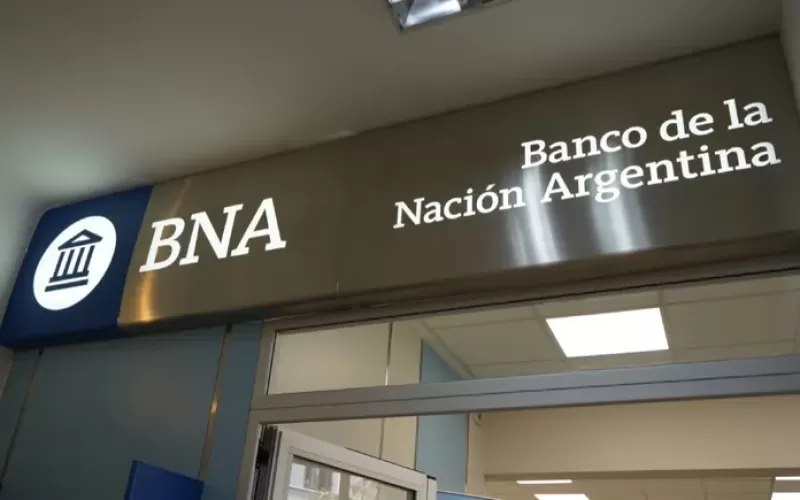 BNA
Banco de la
Nación Argentina